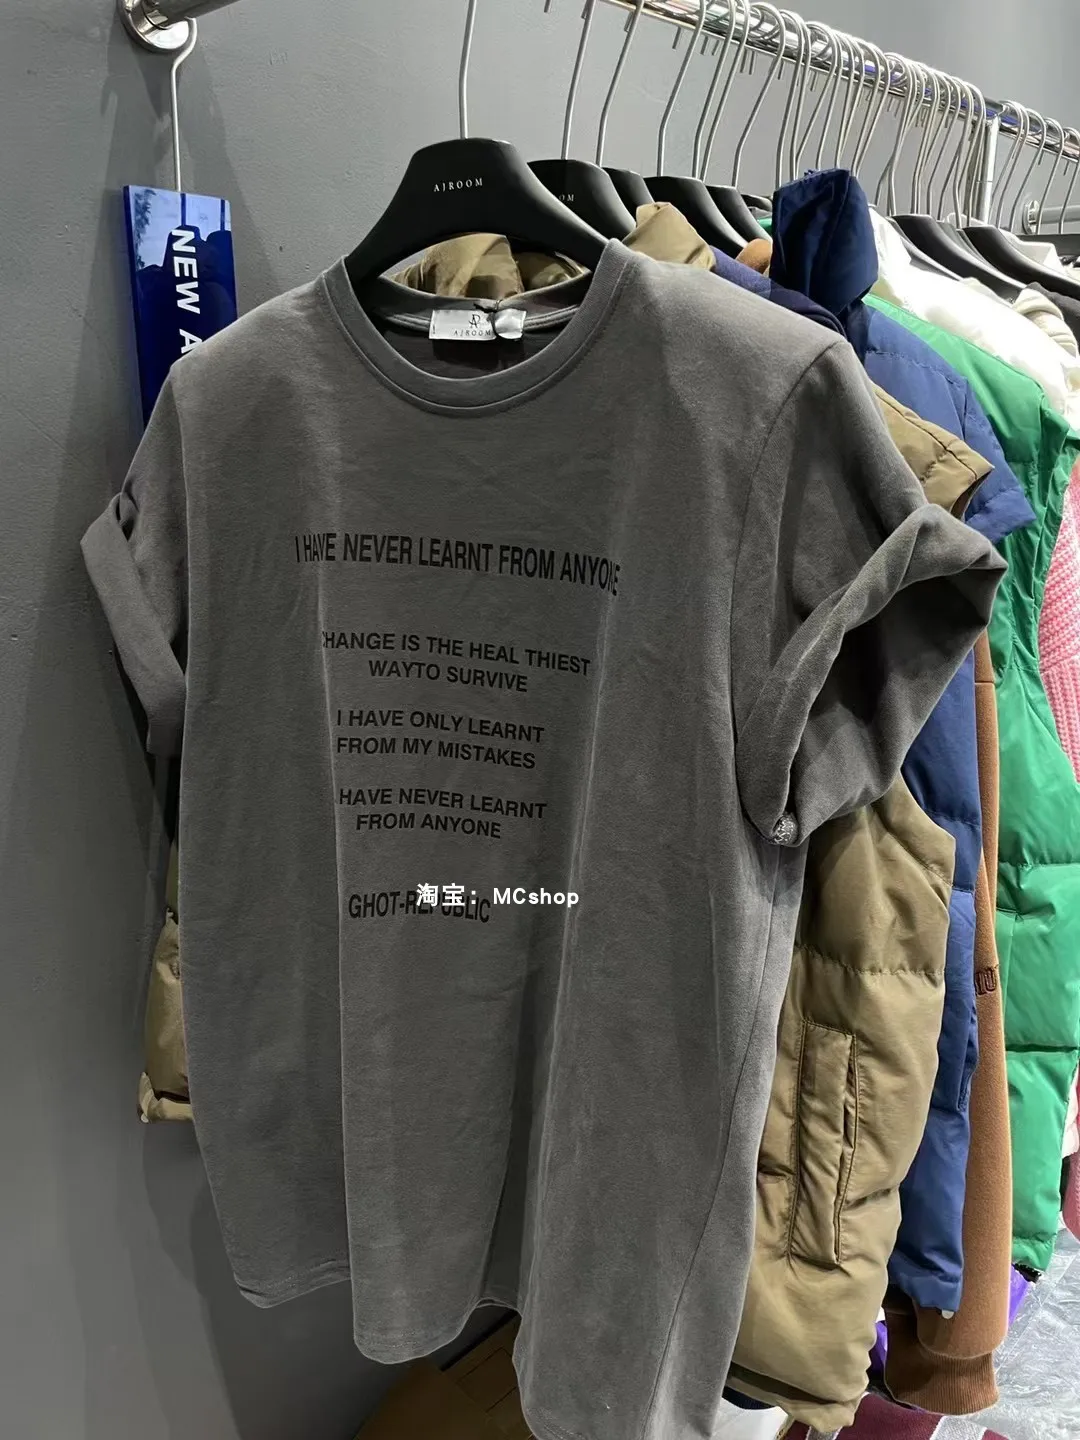 AJROOM
OM
NEW A
AJROOM
I HAVE NEVER LEARNT FROM ANYONE
CHANGE IS THE HEAL THIEST
WAYTO SURVIVE
I HAVE ONLY LEARNT
FROM MY MISTAKES
HAVE NEVER LEARNT
FROM ANYONE
淘宝：MCshop
GHOT-REPUBLIC